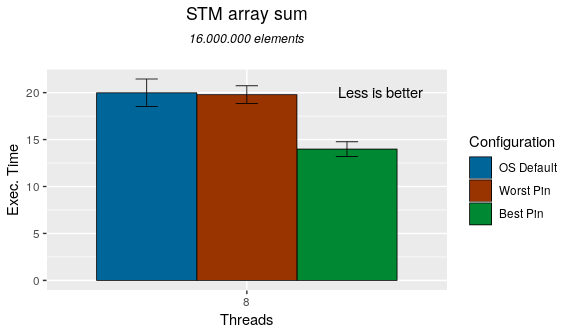 STM array sum
16.000.000 elements
Less is better
20
15
10
5
0
Exec. Time
8
Threads
Configuration
OS Default
Worst Pin
Best Pin